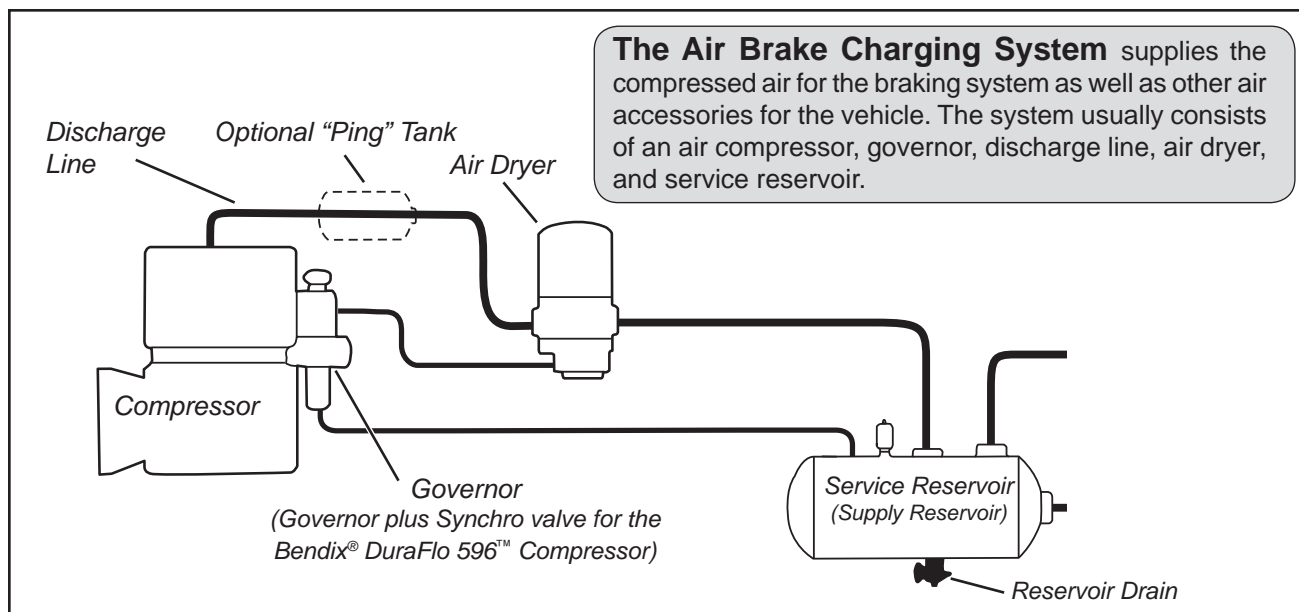 The Air Brake Charging System supplies the
compressed air for the braking system as well as other air
accessories for the vehicle. The system usually consists
of an air compressor, governor, discharge line, air dryer,
and service reservoir.
Discharge
Line
Optional “Ping” Tank
Air Dryer
Compressor
Governor
(Governor plus Synchro valve for the
Bendix® DuraFlo 596™ Compressor)
Service Reservoir
(Supply Reservoir)
Reservoir Drain